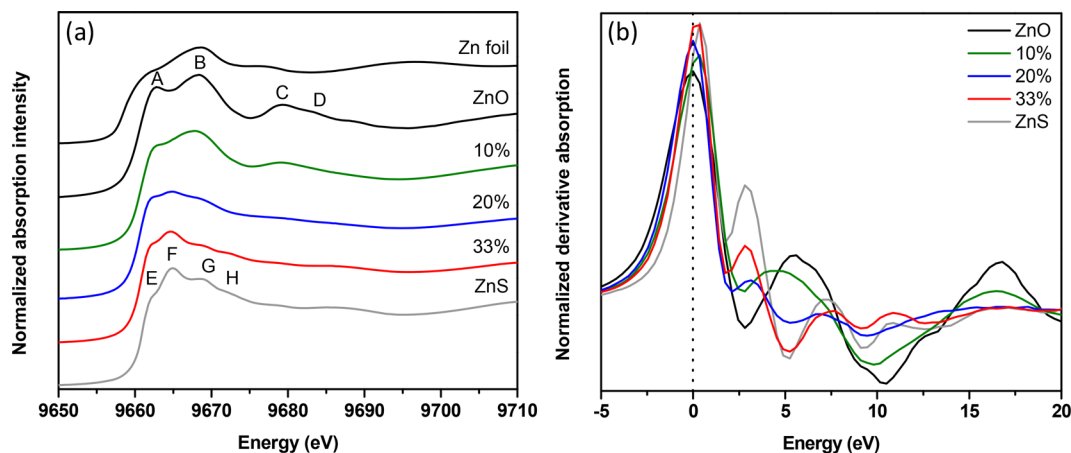 (a)
Zn foil
A
B
ZnO
C
D
10%
20%
33%
F
E
G
H
ZnS
Normalized absorption intensity
9650 9660 9670 9680 9690 9700 9710
Energy (eV)
(b)
ZnO
10%
20%
33%
ZnS
Normalized derivative absorption
-5 0 5 10 15 20
Energy (eV)